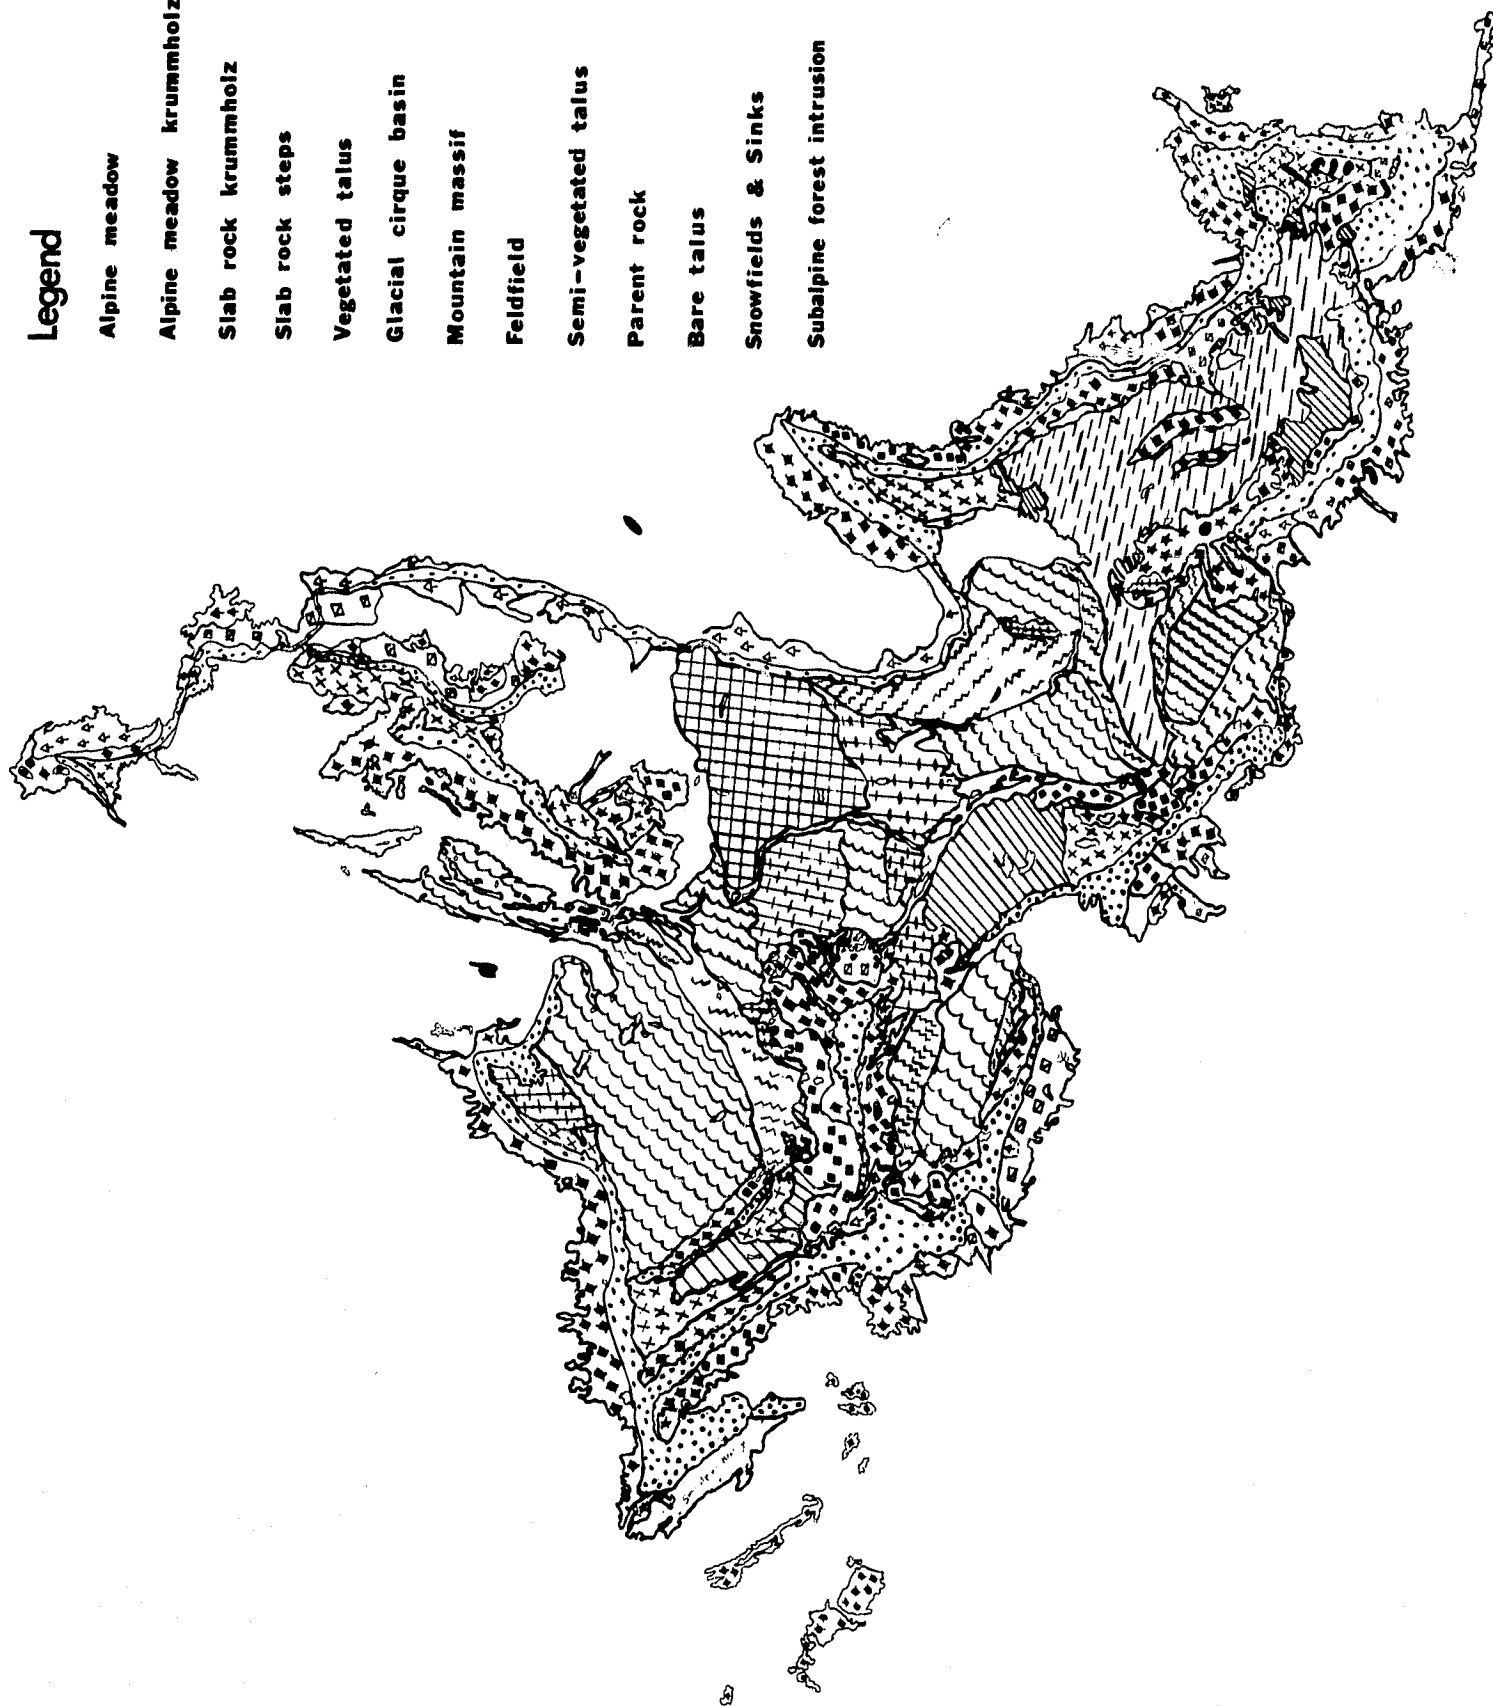 Legend
Alpine meadow
Alpine meadow krummholz
Slab rock krummholz
Slab rock steps
Vegetated talus
Glacial cirque basin
Mountain massif
Feldfield
Semi-vegetated talus
Parent rock
Bare talus
Snowfields & Sinks
Subalpine forest intrusion